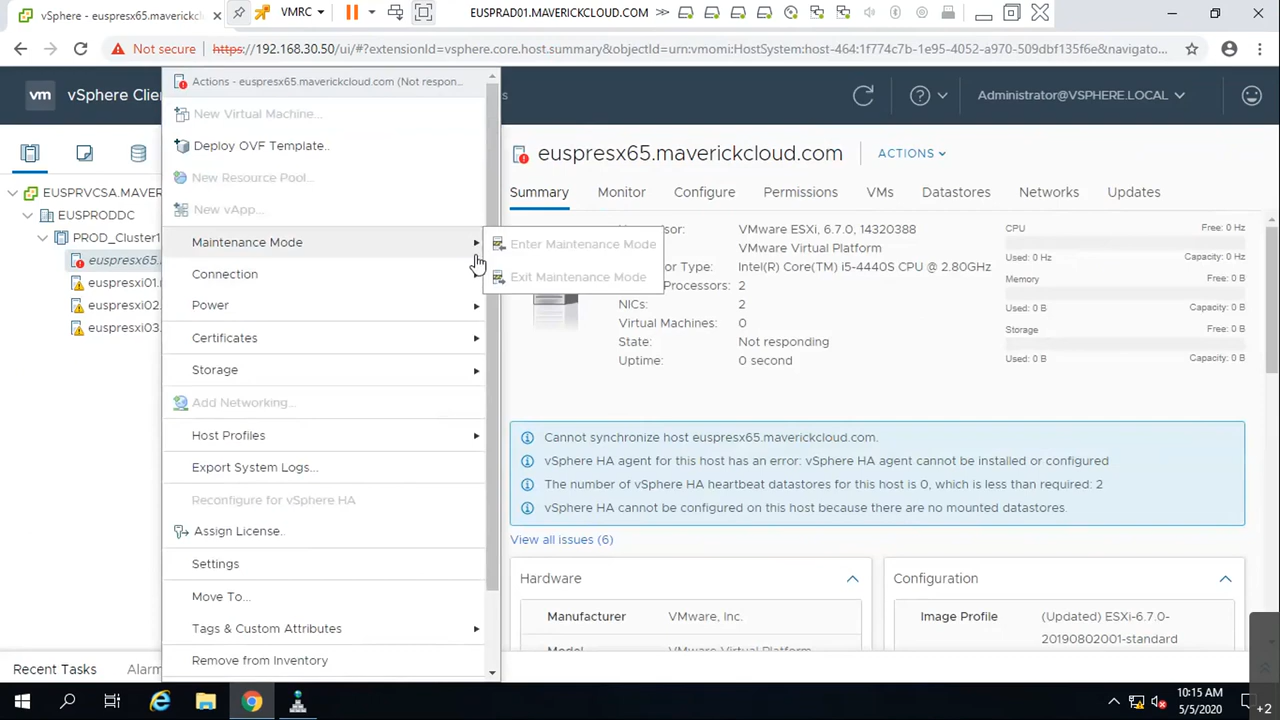 vSphere - euspresx65.maverick
VMRC
EUSPRAD01.MAVERICKCLOUD.COM
Not secure
https://192.168.30.50/ui/#?extensionId=vsphere.core.host.summary&objectId=urn:vmomi:HostSystem:host-464:1f774c7b-1e95-4052-a970-509dbf135f6e&navigato...
vm
vSphere Clie
Administrator@VSPHERE.LOCAL
EUSPRVCSA.MAVER
EUSPRODDC
PROD_Cluster1
euspresx65.
euspresxi01.
euspresxi02.
euspresxi03.
Actions - euspresx65.maverickcloud.com (Not respon...
New Virtual Machine...
Deploy OVF Template...
New Resource Pool...
New vApp...
Maintenance Mode
Connection
Power
Certificates
Storage
Add Networking...
Host Profiles
Export System Logs...
Reconfigure for vSphere HA
Assign License...
Settings
Move To...
Tags & Custom Attributes
Remove from Inventory
Enter Maintenance Mode
Exit Maintenance Mode
euspresx65.maverickcloud.com
ACTIONS
Summary
Monitor
Configure
Permissions
VMs
Datastores
Networks
Updates
VMware ESXi, 6.7.0, 14320388
VMware Virtual Platform
or Type: Intel(R) Core(TM) i5-4440S CPU @ 2.80GHz
Processors: 2
NICs: 2
Virtual Machines: 0
State: Not responding
Uptime: 0 second
CPU Free: 0 Hz
Used: 0 Hz Capacity: 0 Hz
Memory Free: 0 B
Used: 0 B Capacity: 0 B
Storage Free: 0 B
Used: 0 B Capacity: 0 B
Cannot synchronize host euspresx65.maverickcloud.com.
vSphere HA agent for this host has an error: vSphere HA agent cannot be installed or configured
The number of vSphere HA heartbeat datastores for this host is 0, which is less than required: 2
vSphere HA cannot be configured on this host because there are no mounted datastores.
View all issues (6)
Hardware
Manufacturer VMware, Inc.
Model VMware Virtual Platform
Configuration
Image Profile (Updated) ESXi-6.7.0-
20190802001-standard
Recent Tasks
Alarm
10:15 AM
5/5/2020
+2